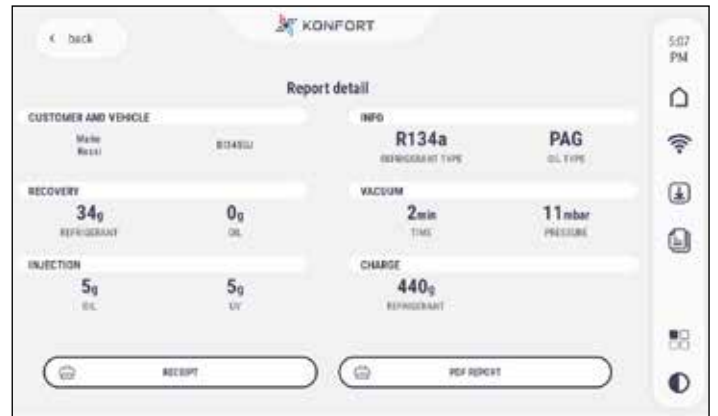 < back
KONFORT
5:07
PM
Report detail
CUSTOMER AND VEHICLE
INFO
Rossi
R134a
PAG
REFRIGERANT TYPE
OIL TYPE
RECOVERY
VACUUM
34g
0g
2min
11mbar
REFRIGERANT
OIL
TIME
PRESSURE
INJECTION
CHARGE
5g
5g
440g
OIL
UV
REFRIGERANT
RECEIPT
PDF REPORT